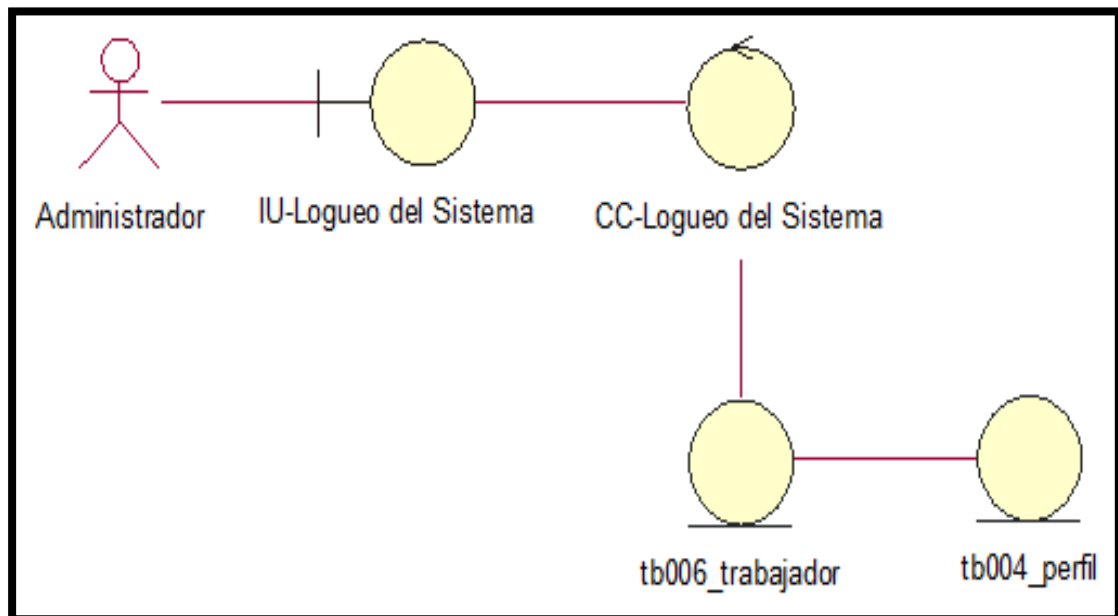 Administrador
IU-Logueo del Sistema
CC-Logueo del Sistema
tb006_trabajador
tb004_perfil